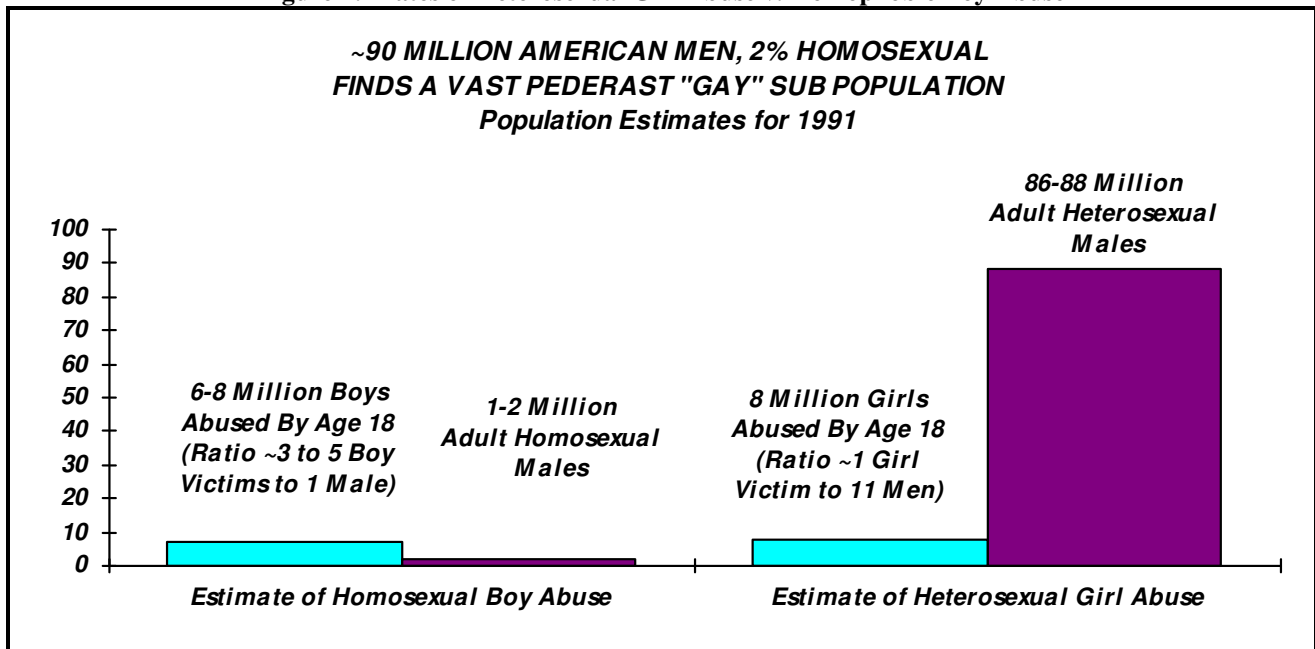 ~90 MILLION AMERICAN MEN, 2% HOMOSEXUAL
FINDS A VAST PEDERAST "GAY" SUB POPULATION
Population Estimates for 1991
86-88 Million
Adult Heterosexual
Males
100
90
80
70
60
50
40
30
20
10
0
6-8 Million Boys
Abused By Age 18
(Ratio ~3 to 5 Boy
Victims to 1 Male)
1-2 Million
Adult Homosexual
Males
8 Million Girls
Abused By Age 18
(Ratio ~1 Girl
Victim to 11 Men)
Estimate of Homosexual Boy Abuse
Estimate of Heterosexual Girl Abuse